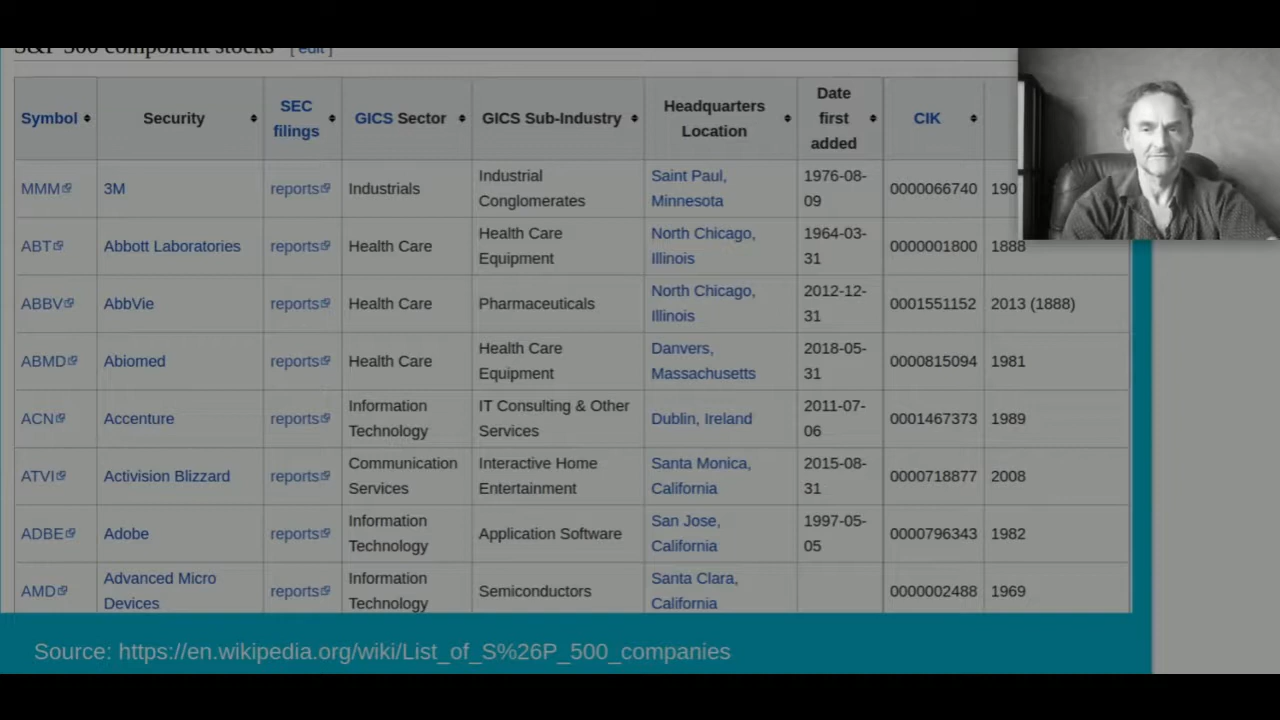 S&P 500 component stocks [edit]
Symbol Security SEC filings GICS Sector GICS Sub-Industry Headquarters Location Date first added CIK
MMM 3M reports Industrials Industrial Conglomerates Saint Paul, Minnesota 1976-08-09 0000066740 190
ABT Abbott Laboratories reports Health Care Health Care Equipment North Chicago, Illinois 1964-03-31 0000001800 1888
ABBV AbbVie reports Health Care Pharmaceuticals North Chicago, Illinois 2012-12-31 0001551152 2013 (1888)
ABMD Abiomed reports Health Care Health Care Equipment Danvers, Massachusetts 2018-05-31 0000815094 1981
ACN Accenture reports Information Technology IT Consulting & Other Services Dublin, Ireland 2011-07-06 0001467373 1989
ATVI Activision Blizzard reports Communication Services Interactive Home Entertainment Santa Monica, California 2015-08-31 0000718877 2008
ADBE Adobe reports Information Technology Application Software San Jose, California 1997-05-05 0000796343 1982
AMD Advanced Micro Devices reports Information Technology Semiconductors Santa Clara, California 0000002488 1969
Source: https://en.wikipedia.org/wiki/List_of_S%26P_500_companies